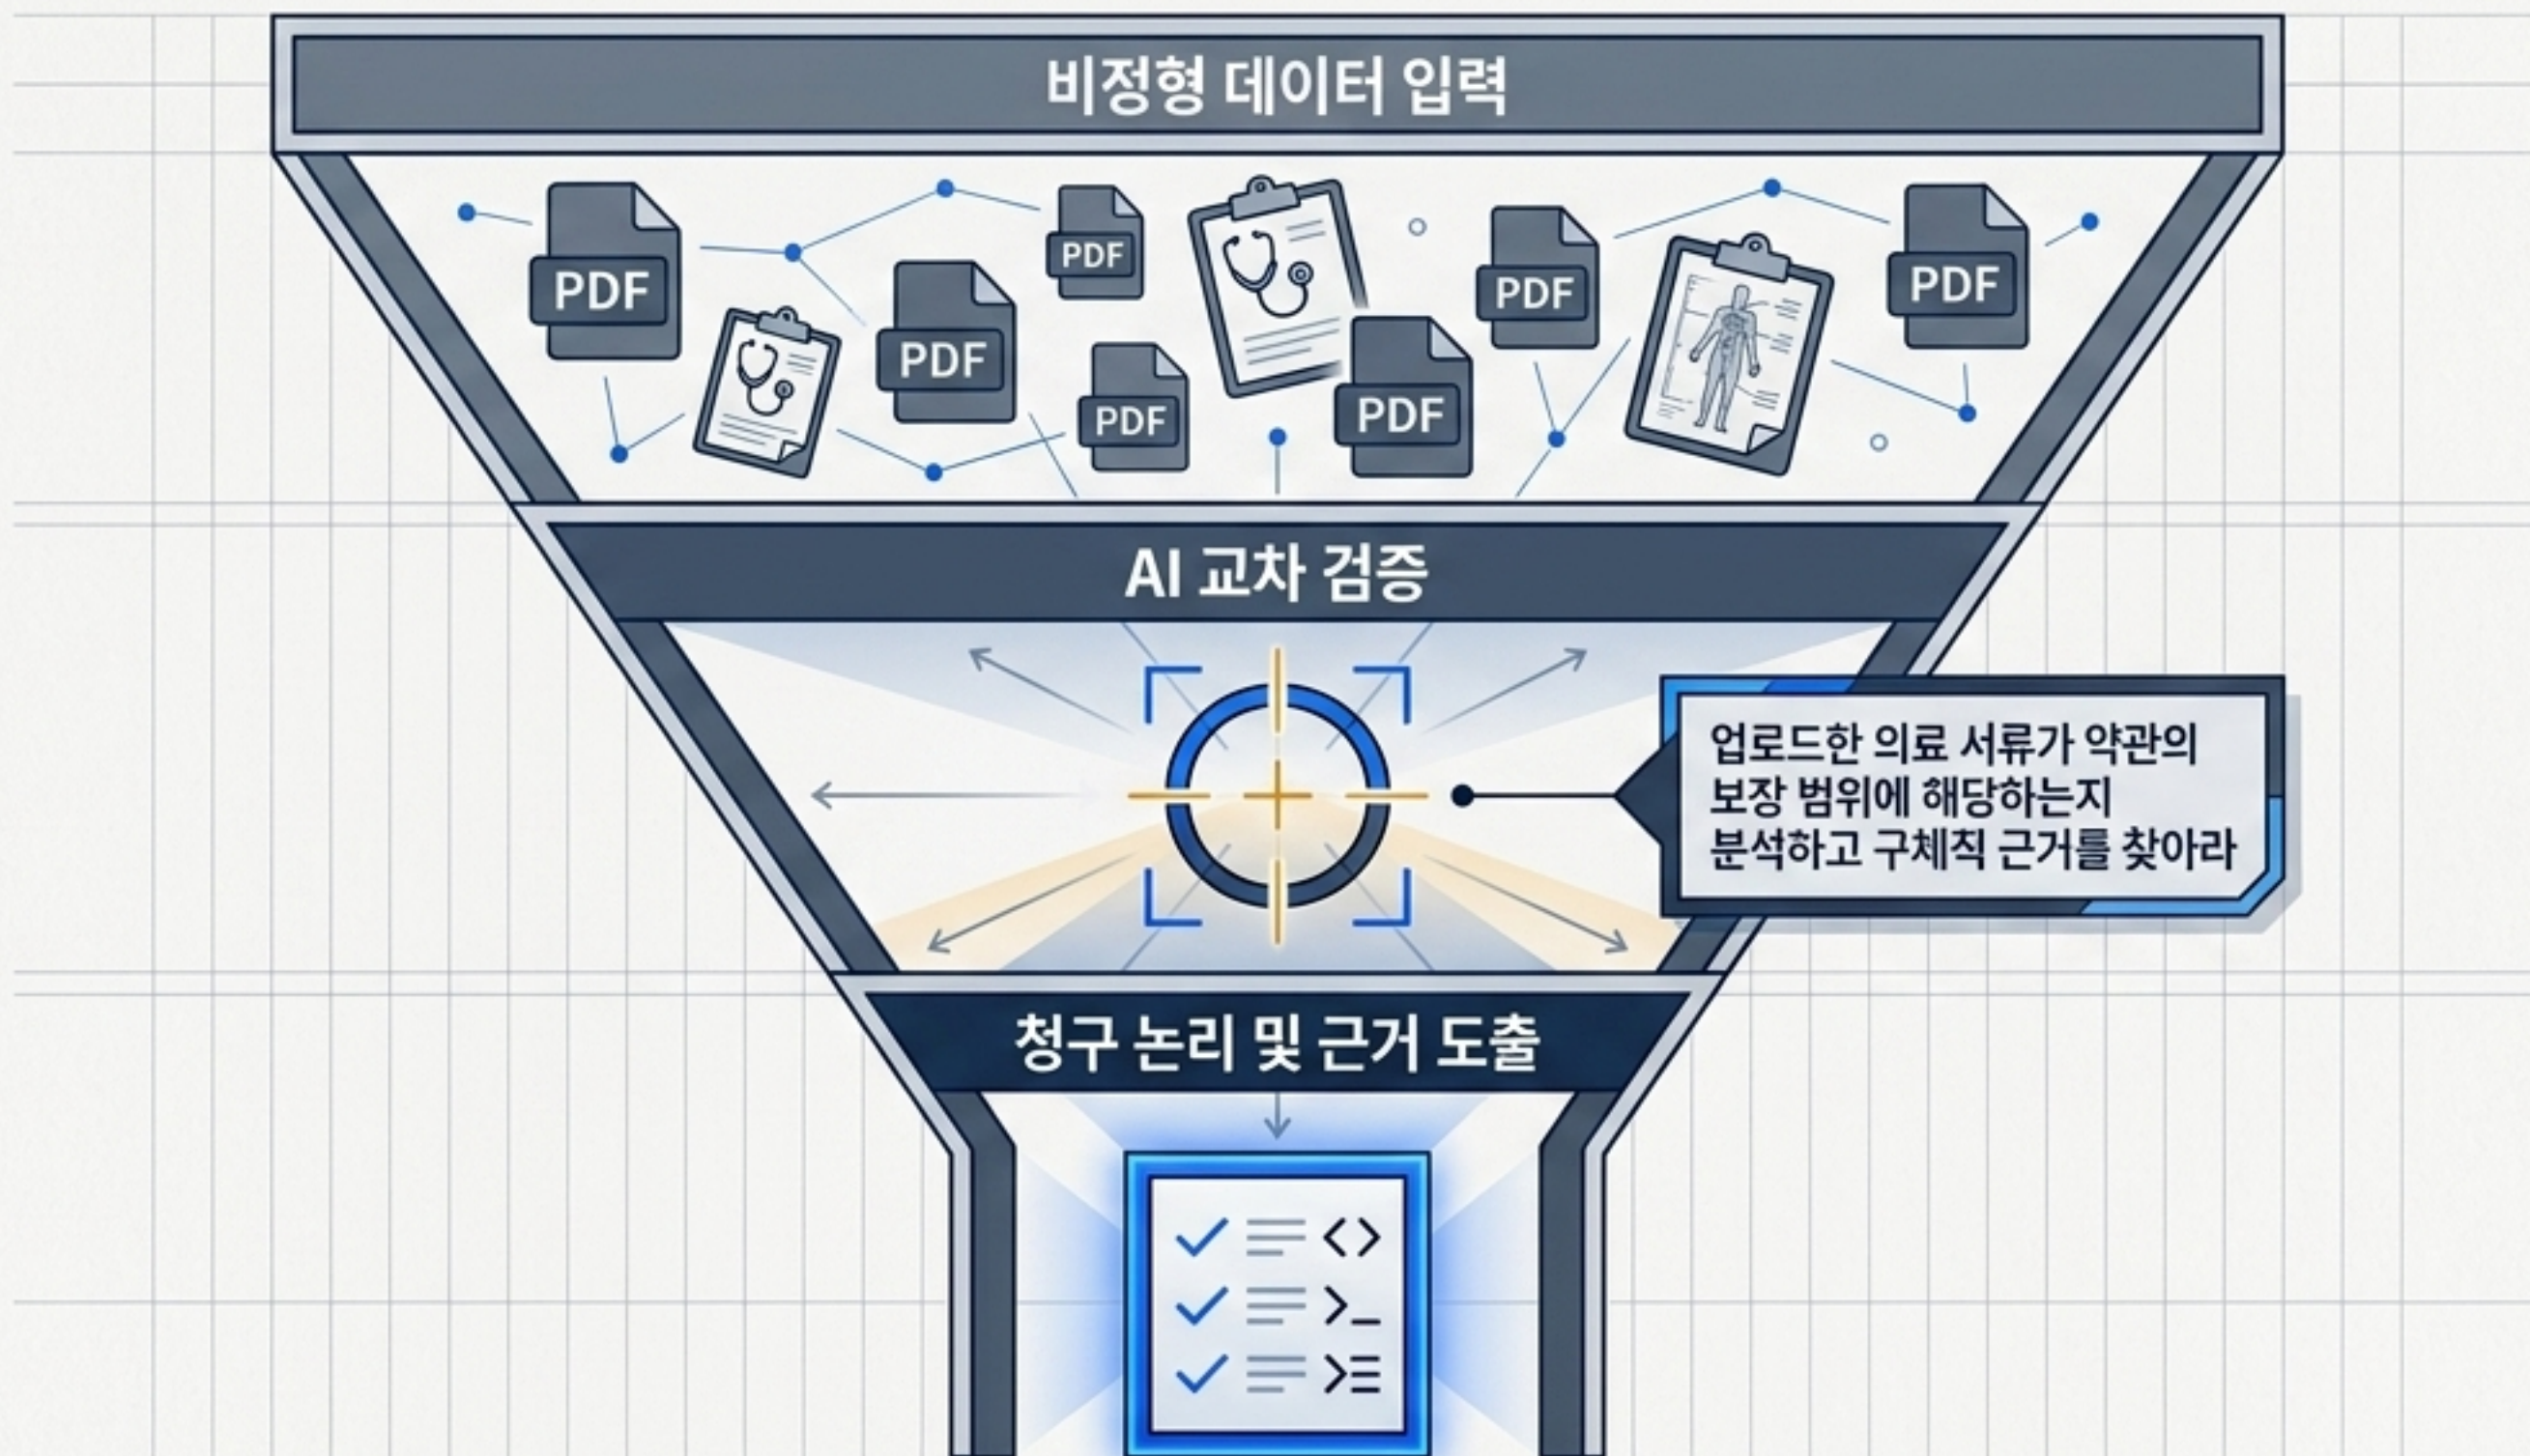 비정형 데이터 입력
PDF
PDF
PDF
PDF
PDF
PDF
PDF
AI 교차 검증
업로드한 의료 서류가 약관의
보장 범위에 해당하는지
분석하고 구체적 근거를 찾아라
청구 논리 및 근거 도출